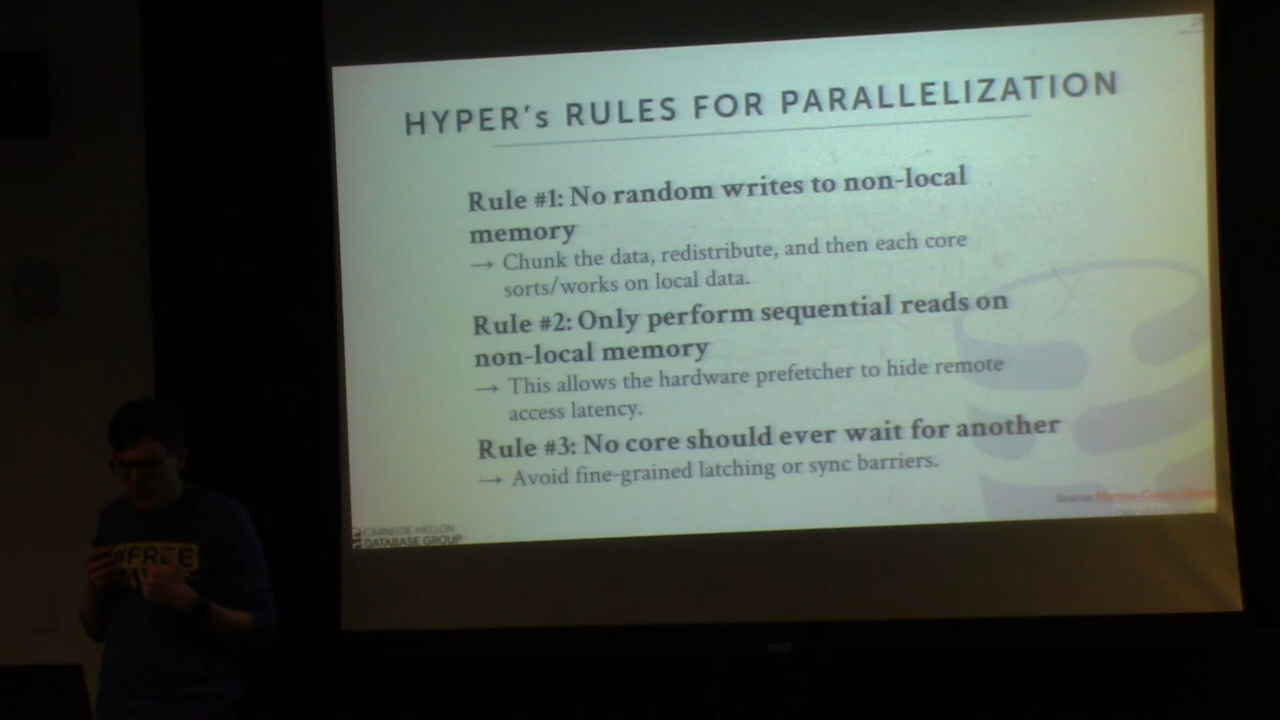 HYPER's RULES FOR PARALLELIZATION
Rule #1: No random writes to non-local
memory
→ Chunk the data, redistribute, and then each core
sorts/works on local data.
Rule #2: Only perform sequential reads on
non-local memory
→ This allows the hardware prefetcher to hide remote
access latency.
Rule #3: No core should ever wait for another
→ Avoid fine-grained latching or sync barriers.
Source:
CARNEGIE MELLON
DATABASE GROUP
#FREE